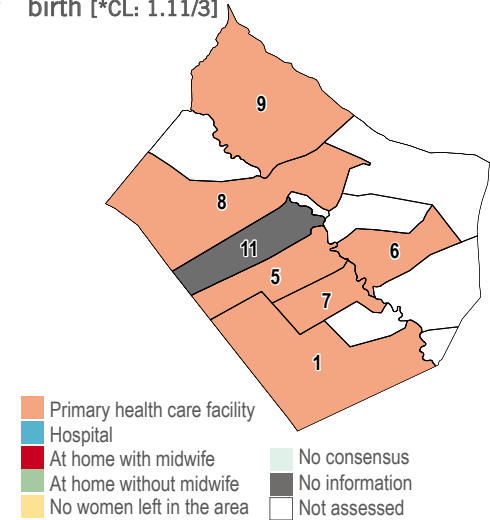 birth [*CL: 1.11/3]
9
8
11
6
5
7
1
Primary health care facility
Hospital
At home with midwife
At home without midwife
No women left in the area
No consensus
No information
Not assessed